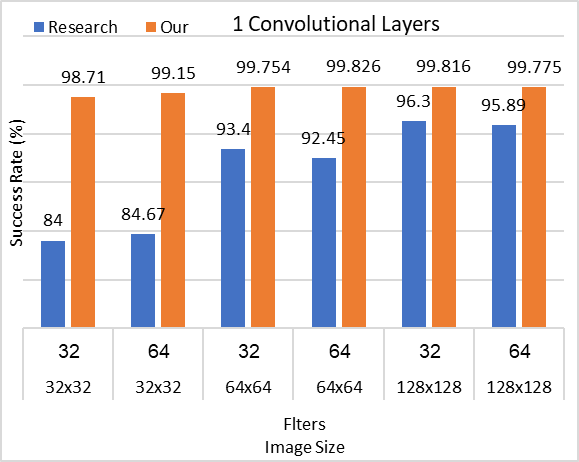 Research Our 1 Convolutional Layers
98.71 99.15 99.754 99.826 99.816 99.775
84 84.67 93.4 92.45 96.3 95.89
Success Rate (%)
32 64 32 64 32 64
32x32 32x32 64x64 64x64 128x128 128x128
Flters
Image Size